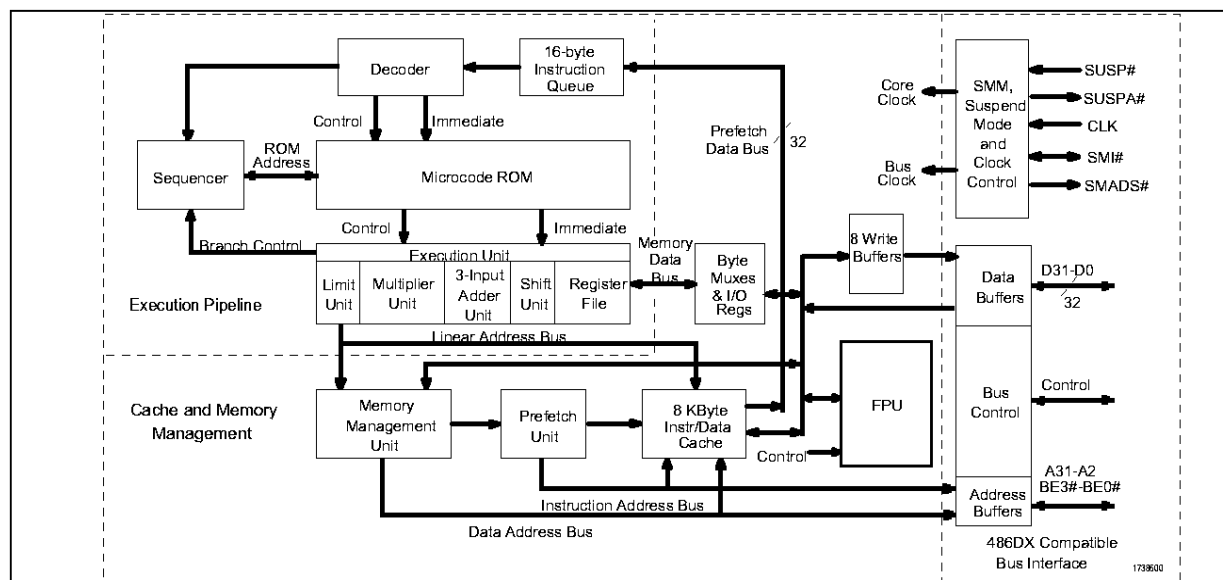 Decoder
16-byte
Instruction
Queue
Core
Clock
SMM,
Suspend
Mode
and
Clock
Control
SUSP#
SUSPA#
CLK
SMI#
SMADS#
Control
Immediate
Prefetch
Data Bus
32
ROM
Address
Sequencer
Microcode ROM
Bus
Clock
Control
Immediate
Branch Control
Execution Unit
Memory
Data
Bus
8 Write
Buffers
Limit
Unit
Multiplier
Unit
3-Input
Adder
Unit
Shift
Unit
Register
File
Byte
Muxes
& I/O
Regs
Data
Buffers
D31-D0
32
Execution Pipeline
Linear Address Bus
Cache and Memory
Management
Memory
Management
Unit
Prefetch
Unit
8 KByte
Instr/Data
Cache
FPU
Bus
Control
Control
Control
A31-A2
BE3#-BE0#
Instruction Address Bus
Address
Buffers
Data Address Bus
486DX Compatible
Bus Interface
1738600